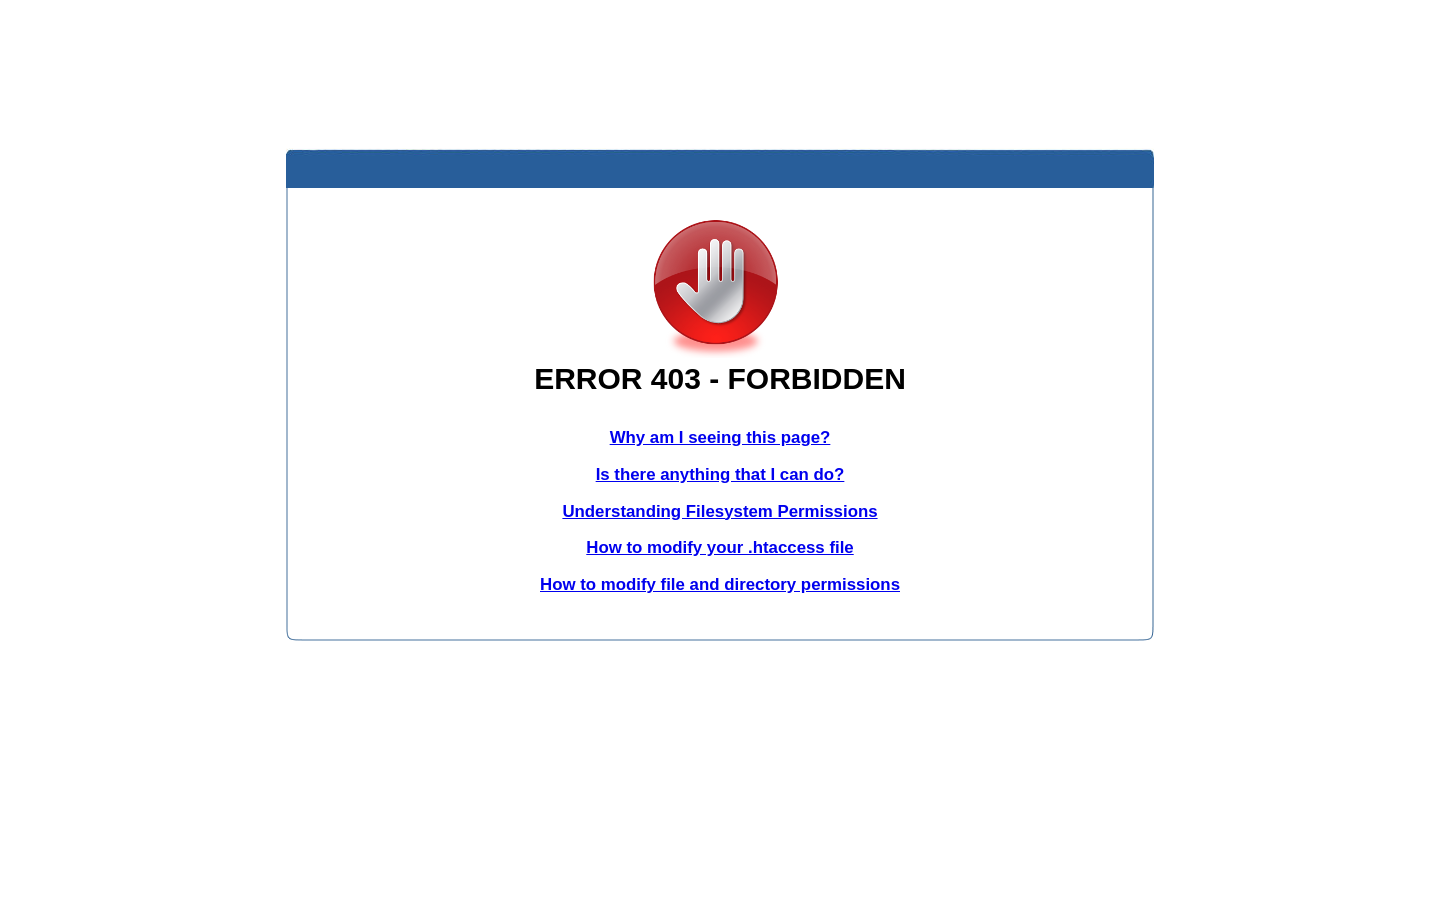 ERROR 403 - FORBIDDEN
Why am I seeing this page?
Is there anything that I can do?
Understanding Filesystem Permissions
How to modify your .htaccess file
How to modify file and directory permissions